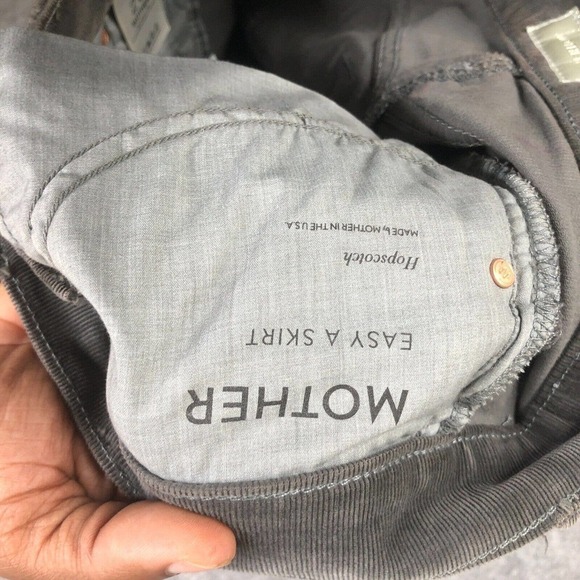 MOTHER
EASY A SKIRT
Hopscotch
MADE by MOTHER IN THE U.S.A.